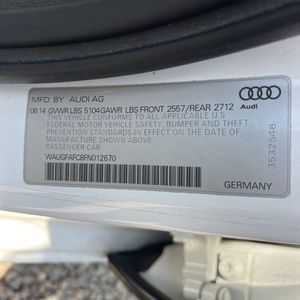 MFD. BY AUDI AG
08.14 GVWR LBS 5104 GAWR LBS FRONT 2557/REAR 2712
THIS VEHICLE CONFORMS TO ALL APPLICABLE U.S.
FEDERAL MOTOR VEHICLE SAFETY, BUMPER AND THEFT
PREVENTION STANDARDS IN EFFECT ON THE DATE OF
MANUFACTURE SHOWN ABOVE.
PASSENGER CAR
WAUGFAFC8FN012670
GERMANY
Audi
3532548